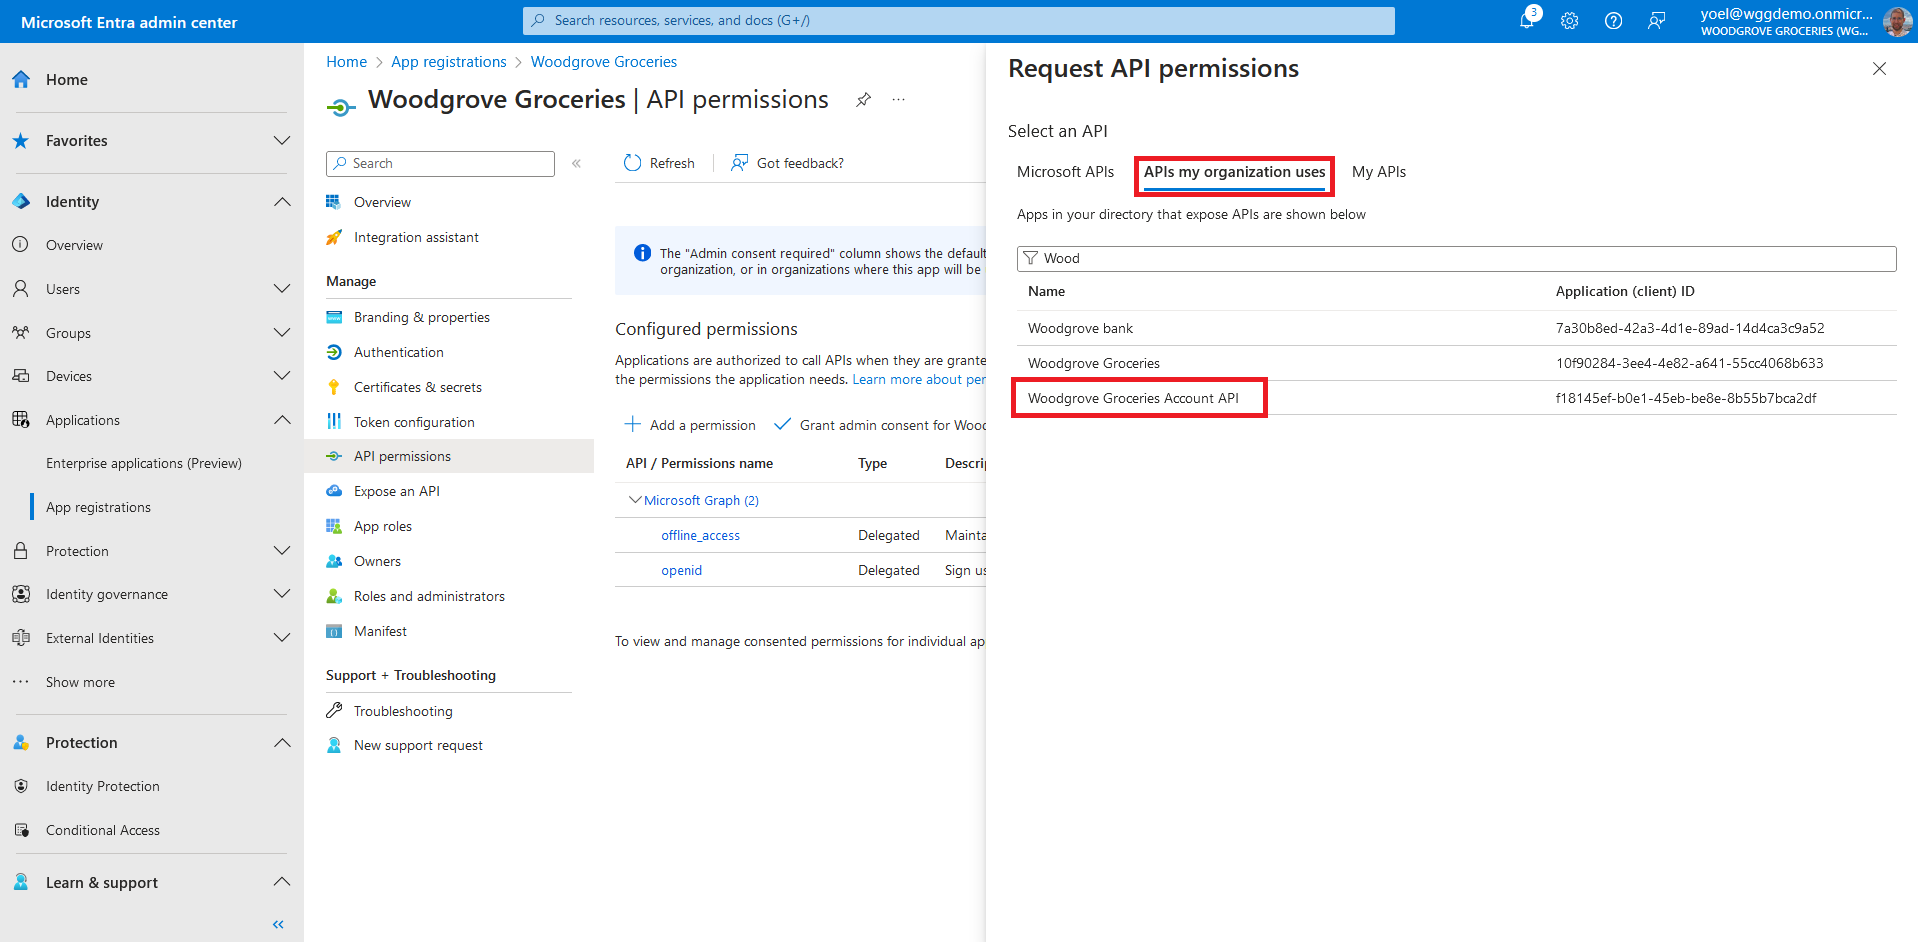 Microsoft Entra admin center
Search resources, services, and docs (G+/)
3
yoel@wggdemo.onmicr...
WOODGROVE GROCERIES (WG...
Home
Favorites
Identity
Overview
Users
Groups
Devices
Applications
Enterprise applications (Preview)
App registrations
Protection
Identity governance
External Identities
Show more
Protection
Identity Protection
Conditional Access
Learn & support
Home > App registrations > Woodgrove Groceries
Woodgrove Groceries | API permissions
Search
Overview
Integration assistant
Manage
Branding & properties
Authentication
Certificates & secrets
Token configuration
API permissions
Expose an API
App roles
Owners
Roles and administrators
Manifest
Support + Troubleshooting
Troubleshooting
New support request
Refresh
Got feedback?
The "Admin consent required" column shows the default
organization, or in organizations where this app will be
Configured permissions
Applications are authorized to call APIs when they are grante
the permissions the application needs. Learn more about per
Add a permission
Grant admin consent for Wood
API / Permissions name Type Descrip
Microsoft Graph (2)
offline_access Delegated Mainta
openid Delegated Sign us
To view and manage consented permissions for individual ap
Request API permissions
Select an API
Microsoft APIs
APIs my organization uses
My APIs
Apps in your directory that expose APIs are shown below
Wood
Name Application (client) ID
Woodgrove bank 7a30b8ed-42a3-4d1e-89ad-14d4ca3c9a52
Woodgrove Groceries 10f90284-3ee4-4e82-a641-55cc4068b633
Woodgrove Groceries Account API f18145ef-b0e1-45eb-be8e-8b55b7bca2df